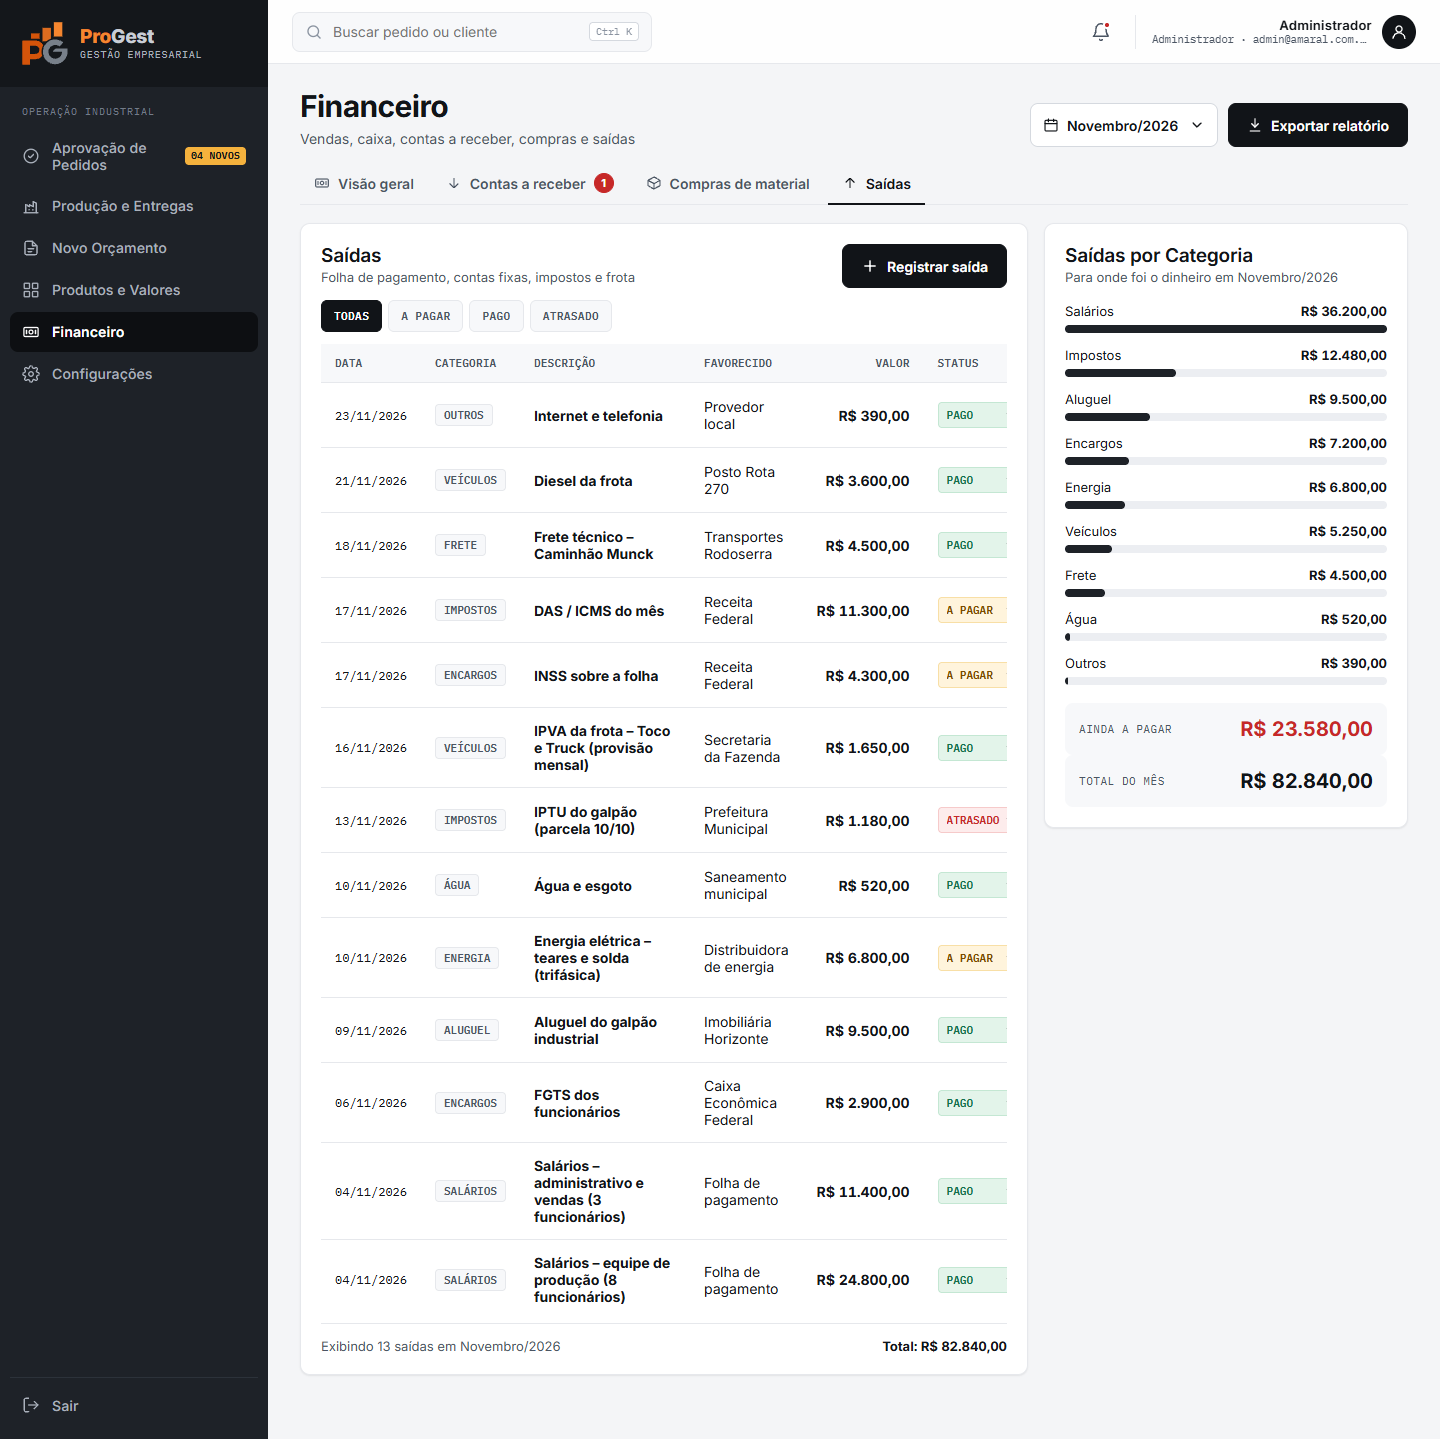 ProGest
GESTÃO EMPRESARIAL
OPERAÇÃO INDUSTRIAL
Aprovação de
Pedidos
04 NOVOS
Produção e Entregas
Novo Orçamento
Produtos e Valores
Financeiro
Configurações
Sair
Buscar pedido ou cliente
Ctrl K
Administrador
Administrador · admin@amaral.com.…
Financeiro
Vendas, caixa, contas a receber, compras e saídas
Novembro/2026
Exportar relatório
Visão geral
Contas a receber 1
Compras de material
Saídas
Saídas
Folha de pagamento, contas fixas, impostos e frota
Registrar saída
TODAS A PAGAR PAGO ATRASADO
DATA CATEGORIA DESCRIÇÃO FAVORECIDO VALOR STATUS
23/11/2026 OUTROS Internet e telefonia Provedor local R$ 390,00 PAGO
21/11/2026 VEÍCULOS Diesel da frota Posto Rota 270 R$ 3.600,00 PAGO
18/11/2026 FRETE Frete técnico – Caminhão Munck Transportes Rodoserra R$ 4.500,00 PAGO
17/11/2026 IMPOSTOS DAS / ICMS do mês Receita Federal R$ 11.300,00 A PAGAR
17/11/2026 ENCARGOS INSS sobre a folha Receita Federal R$ 4.300,00 A PAGAR
16/11/2026 VEÍCULOS IPVA da frota – Toco e Truck (provisão mensal) Secretaria da Fazenda R$ 1.650,00 PAGO
13/11/2026 IMPOSTOS IPTU do galpão (parcela 10/10) Prefeitura Municipal R$ 1.180,00 ATRASADO
10/11/2026 ÁGUA Água e esgoto Saneamento municipal R$ 520,00 PAGO
10/11/2026 ENERGIA Energia elétrica – teares e solda (trifásica) Distribuidora de energia R$ 6.800,00 A PAGAR
09/11/2026 ALUGUEL Aluguel do galpão industrial Imobiliária Horizonte R$ 9.500,00 PAGO
06/11/2026 ENCARGOS FGTS dos funcionários Caixa Econômica Federal R$ 2.900,00 PAGO
04/11/2026 SALÁRIOS Salários – administrativo e vendas (3 funcionários) Folha de pagamento R$ 11.400,00 PAGO
04/11/2026 SALÁRIOS Salários – equipe de produção (8 funcionários) Folha de pagamento R$ 24.800,00 PAGO
Exibindo 13 saídas em Novembro/2026
Total: R$ 82.840,00
Saídas por Categoria
Para onde foi o dinheiro em Novembro/2026
Salários R$ 36.200,00
Impostos R$ 12.480,00
Aluguel R$ 9.500,00
Encargos R$ 7.200,00
Energia R$ 6.800,00
Veículos R$ 5.250,00
Frete R$ 4.500,00
Água R$ 520,00
Outros R$ 390,00
AINDA A PAGAR R$ 23.580,00
TOTAL DO MÊS R$ 82.840,00